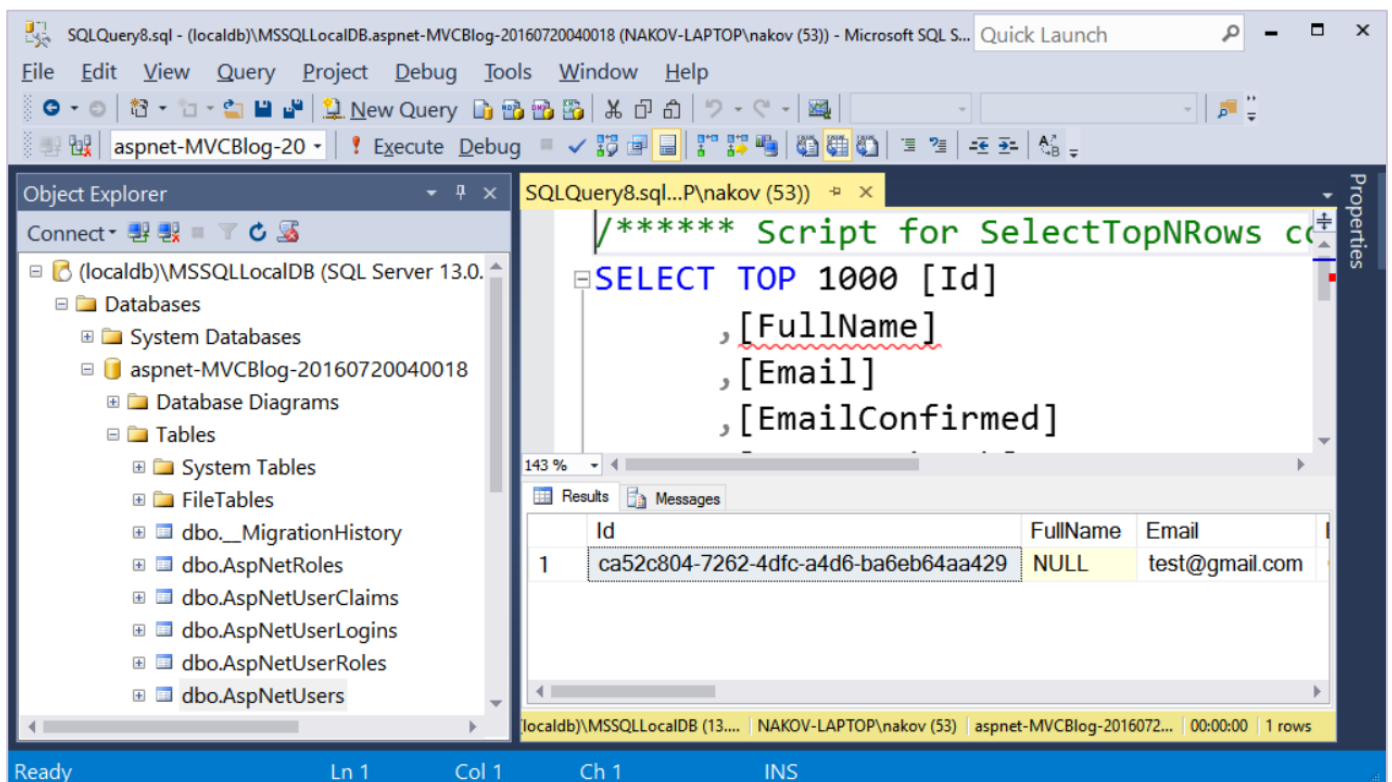 SQLQuery8.sql - (localdb)\MSSQLLocalDB.aspnet-MVCBlog-20160720040018 (NAKOV-LAPTOP\nakov (53)) - Microsoft SQL S... Quick Launch
File Edit View Query Project Debug Tools Window Help
New Query
aspnet-MVCBlog-20 Execute Debug
Object Explorer
Connect
(localdb)\MSSQLLocalDB (SQL Server 13.0.
Databases
System Databases
aspnet-MVCBlog-20160720040018
Database Diagrams
Tables
System Tables
FileTables
dbo.__MigrationHistory
dbo.AspNetRoles
dbo.AspNetUserClaims
dbo.AspNetUserLogins
dbo.AspNetUserRoles
dbo.AspNetUsers
SQLQuery8.sql...P\nakov (53))
/****** Script for SelectTopNRows
SELECT TOP 1000 [Id]
,[FullName]
,[Email]
,[EmailConfirmed]
143 %
Results Messages
Id FullName Email
1 ca52c804-7262-4dfc-a4d6-ba6eb64aa429 NULL test@gmail.com
(localdb)\MSSQLLocalDB (13.... NAKOV-LAPTOP\nakov (53) aspnet-MVCBlog-2016072... 00:00:00 1 rows
Properties
Ready Ln 1 Col 1 Ch 1 INS